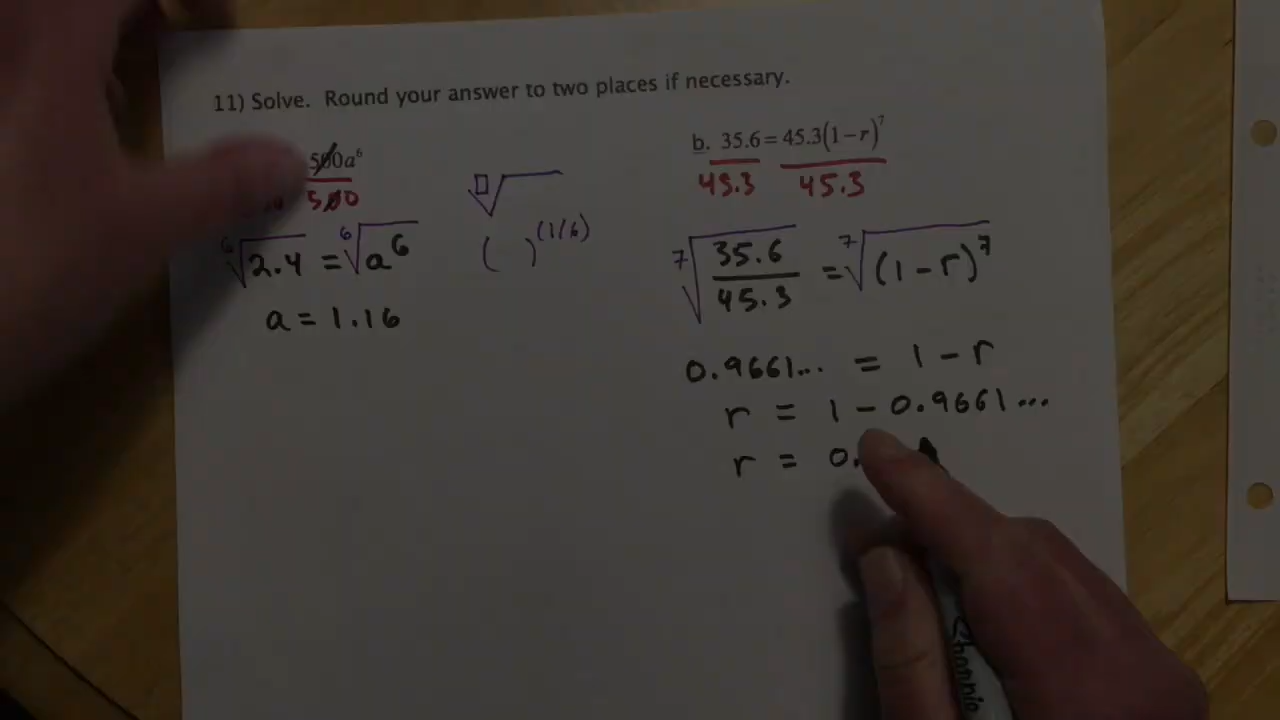 11) Solve. Round your answer to two places if necessary.
500a⁶
500
⁶√2.4 = ⁶√a⁶
a = 1.16
( )^(1/6)
b. 35.6 = 45.3(1−r)⁷
45.3 45.3
⁷√35.6/45.3 = ⁷√(1 − r)⁷
0.9661... = 1 − r
r = 1 − 0.9661...
r = 0.
Sharpie